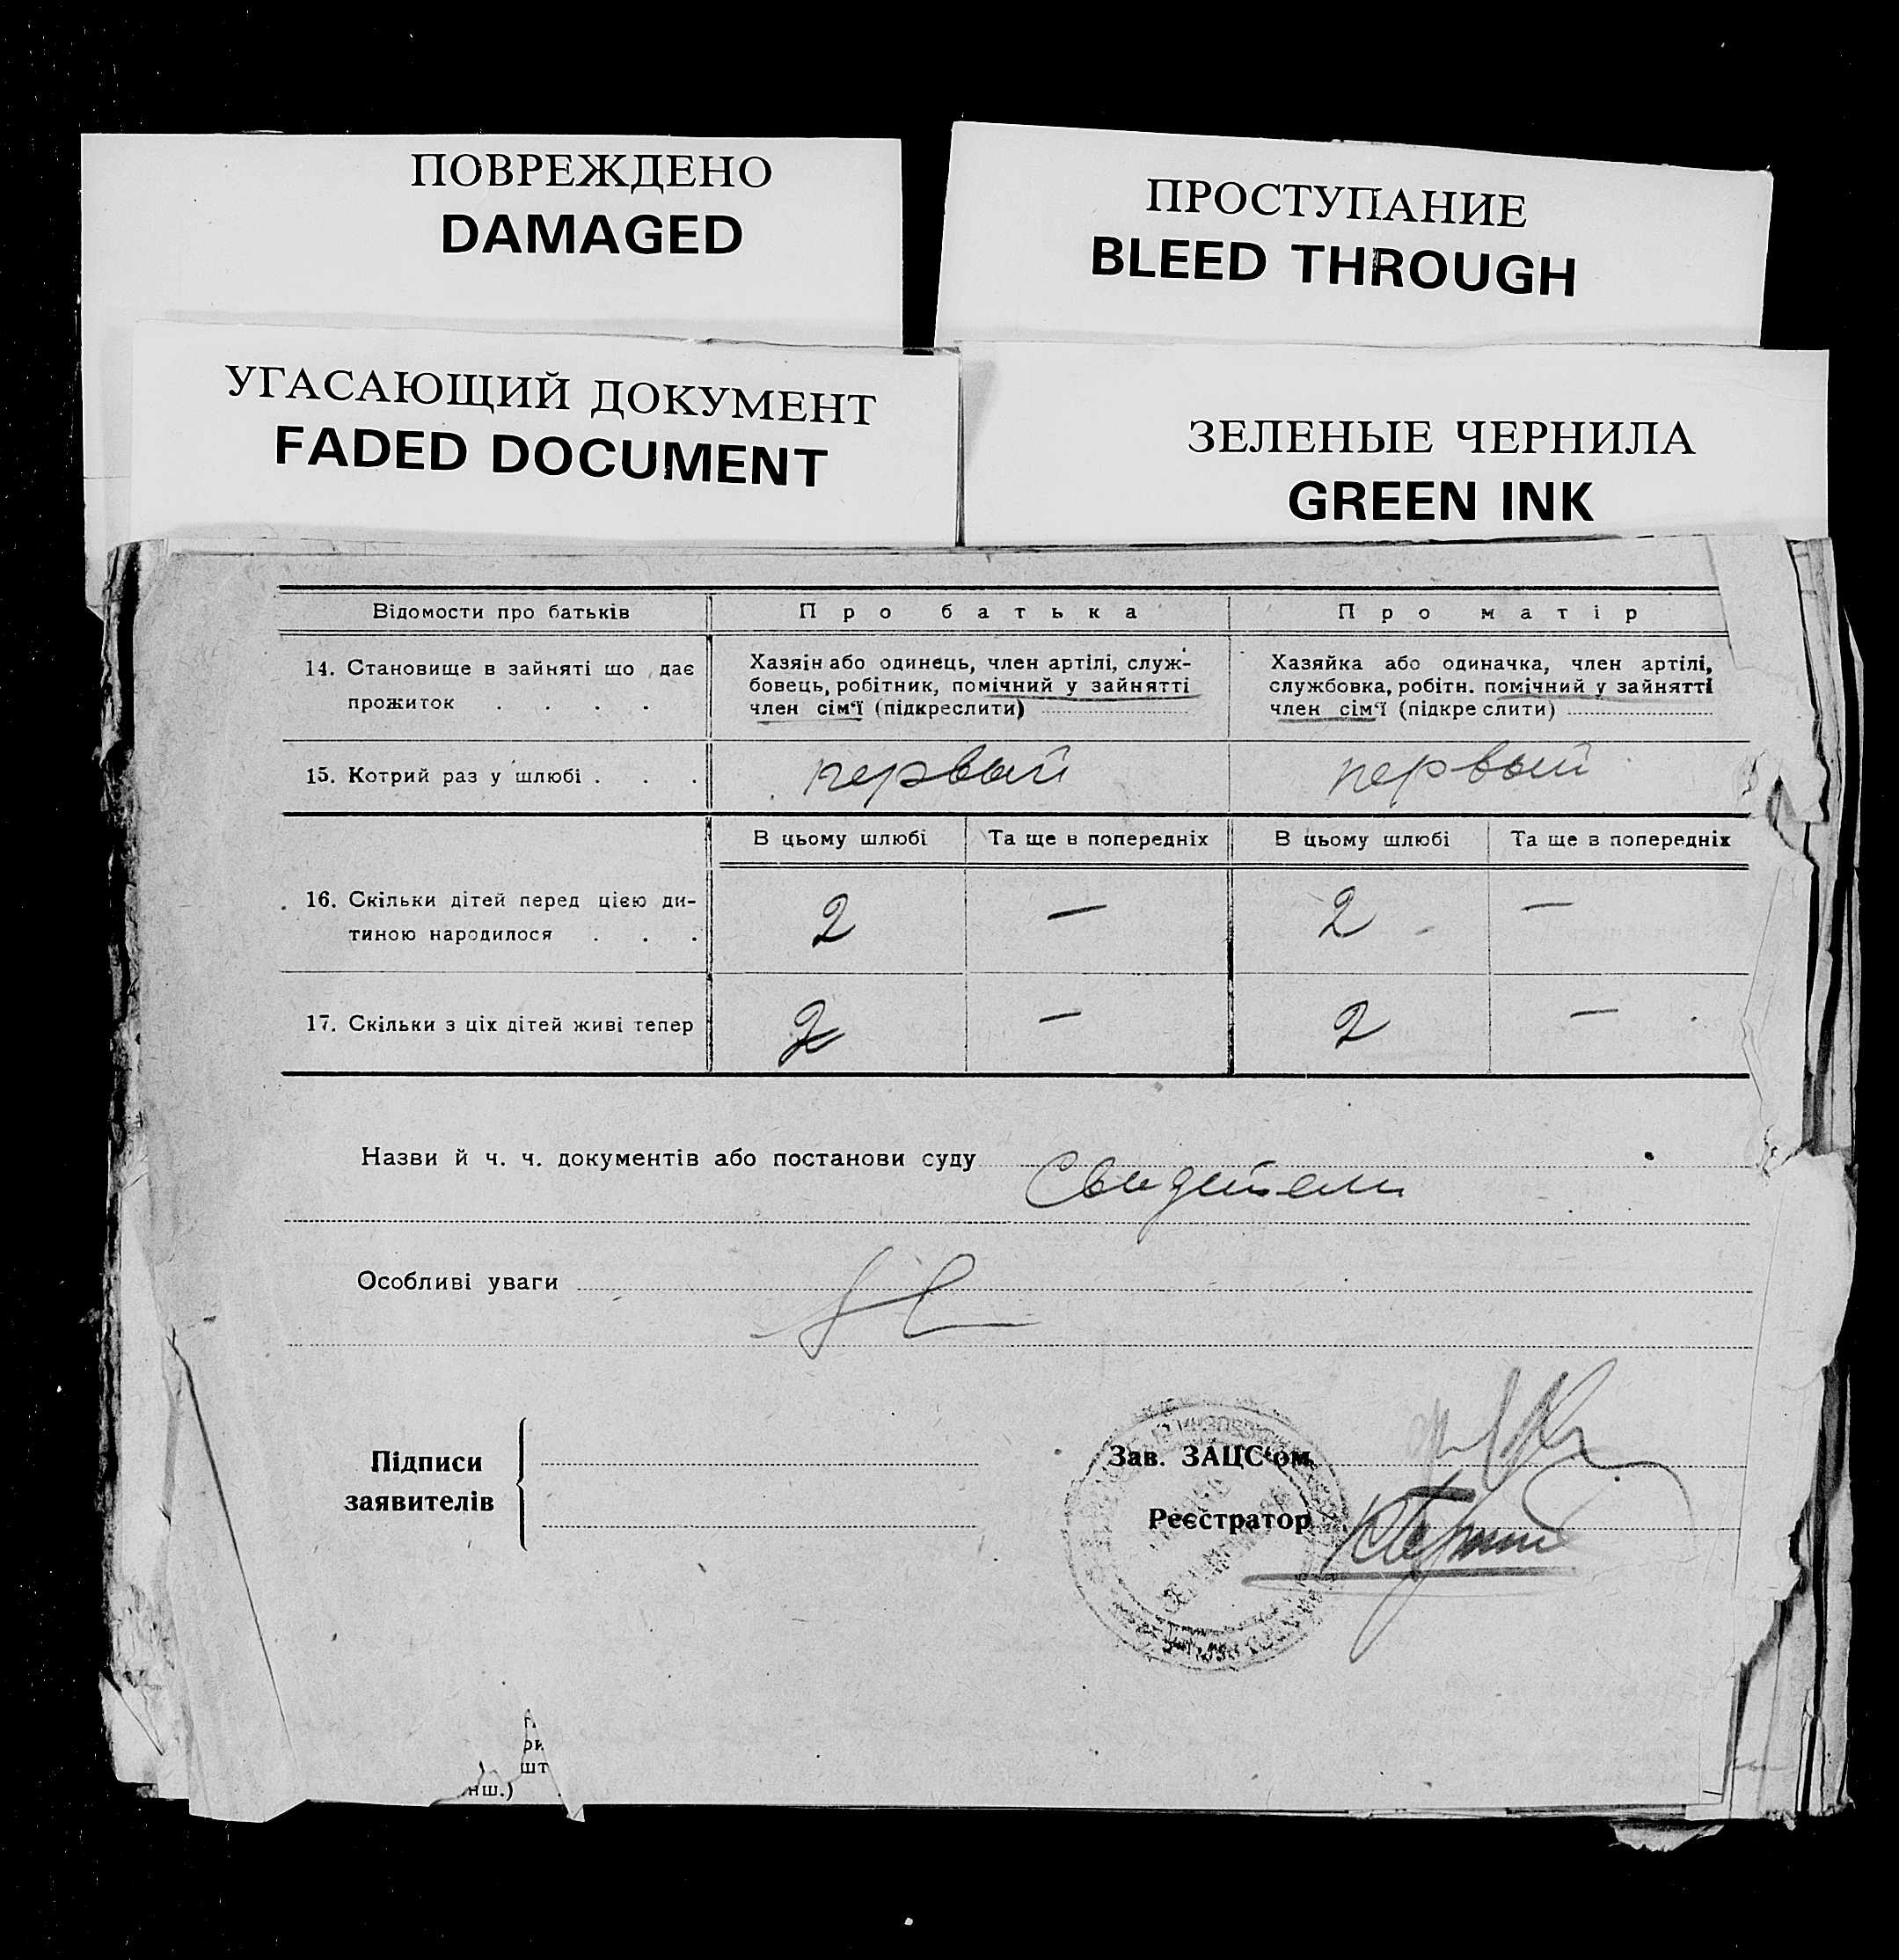 ПОВРЕЖДЕНО
DAMAGED
ПРОСТУПАНИЕ
BLEED THROUGH
УГАСАЮЩИЙ ДОКУМЕНТ
FADED DOCUMENT
ЗЕЛЕНЫЕ ЧЕРНИЛА
GREEN INK
Відомости про батьків Про батька Про матір
14. Становище в зайняті що дає
прожиток . . . .
Хазяїн або одинець, член артілі, служ-
бовець, робітник, помічний у зайнятті
член сім‘ї (підкреслити)
Хазяйка або одиначка, член артілі,
службовка, робітн. помічний у зайнятті
член сім‘ї (підкреслити)
15. Котрий раз у шлюбі . . . первый первый
В цьому шлюбі Та ще в попередніх В цьому шлюбі Та ще в попередніх
16. Скільки дітей перед цією ди-
тиною народилося . . . 2 — 2 —
17. Скільки з ціх дітей живі тепер 2 — 2 —
Назви й ч. ч. документів або постанови суду Свидетели
Особливі уваги
Підписи
заявителів
Зав. ЗАЦС‘ом
Реєстратор
шт
нш.)